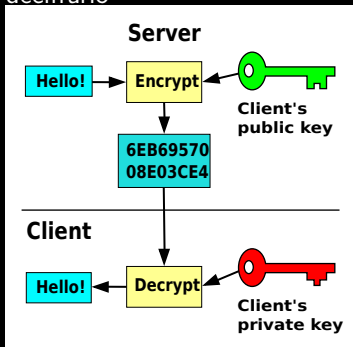 Server
Hello!
Encrypt
Client's
public key
6EB69570
08E03CE4
Client
Hello!
Decrypt
Client's
private key